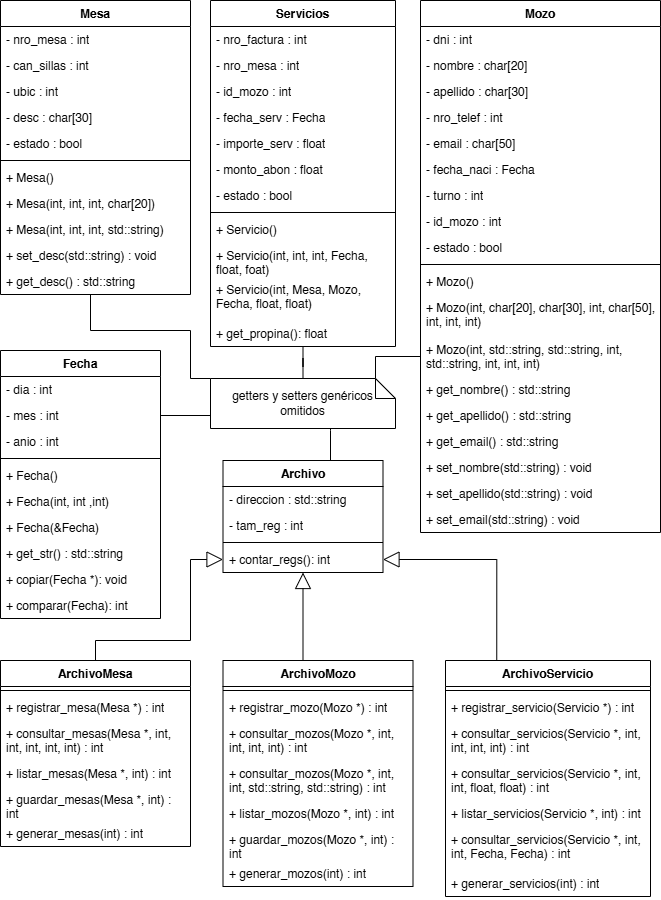 Mesa
- nro_mesa : int
- can_sillas : int
- ubic : int
- desc : char[30]
- estado : bool
+ Mesa()
+ Mesa(int, int, int, char[20])
+ Mesa(int, int, int, std::string)
+ set_desc(std::string) : void
+ get_desc() : std::string
Servicios
- nro_factura : int
- nro_mesa : int
- id_mozo : int
- fecha_serv : Fecha
- importe_serv : float
- monto_abon : float
- estado : bool
+ Servicio()
+ Servicio(int, int, int, Fecha,
float, foat)
+ Servicio(int, Mesa, Mozo,
Fecha, float, float)
+ get_propina(): float
Mozo
- dni : int
- nombre : char[20]
- apellido : char[30]
- nro_telef : int
- email : char[50]
- fecha_naci : Fecha
- turno : int
- id_mozo : int
- estado : bool
+ Mozo()
+ Mozo(int, char[20], char[30], int, char[50],
int, int, int)
+ Mozo(int, std::string, std::string, int,
std::string, int, int, int)
+ get_nombre() : std::string
+ get_apellido() : std::string
+ get_email() : std::string
+ set_nombre(std::string) : void
+ set_apellido(std::string) : void
+ set_email(std::string) : void
Fecha
- dia : int
- mes : int
- anio : int
+ Fecha()
+ Fecha(int, int ,int)
+ Fecha(&Fecha)
+ get_str() : std::string
+ copiar(Fecha *): void
+ comparar(Fecha): int
getters y setters genéricos
omitidos
Archivo
- direccion : std::string
- tam_reg : int
+ contar_regs(): int
ArchivoMesa
+ registrar_mesa(Mesa *) : int
+ consultar_mesas(Mesa *, int,
int, int, int, int) : int
+ listar_mesas(Mesa *, int) : int
+ guardar_mesas(Mesa *, int) :
int
+ generar_mesas(int) : int
ArchivoMozo
+ registrar_mozo(Mozo *) : int
+ consultar_mozos(Mozo *, int,
int, int, int) : int
+ consultar_mozos(Mozo *, int,
int, std::string, std::string) : int
+ listar_mozos(Mozo *, int) : int
+ guardar_mozos(Mozo *, int) :
int
+ generar_mozos(int) : int
ArchivoServicio
+ registrar_servicio(Servicio *) : int
+ consultar_servicios(Servicio *, int,
int, int, int) : int
+ consultar_servicios(Servicio *, int,
int, float, float) : int
+ listar_servicios(Servicio *, int) : int
+ consultar_servicios(Servicio *, int,
int, Fecha, Fecha) : int
+ generar_servicios(int) : int